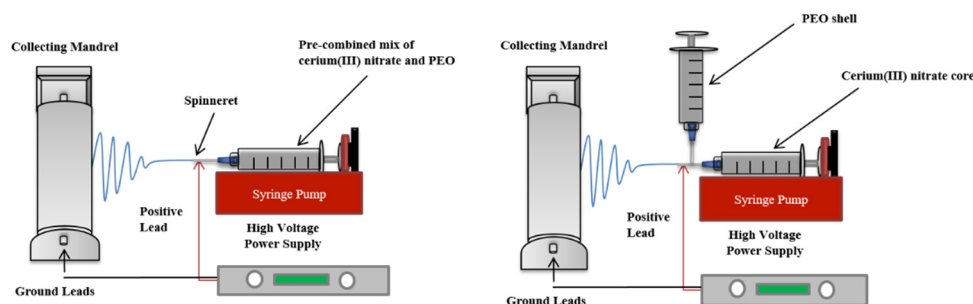 Collecting Mandrel
Pre-combined mix of
cerium(III) nitrate and PEO
Spinneret
Syringe Pump
Positive
Lead
High Voltage
Power Supply
Ground Leads
PEO shell
Collecting Mandrel
Cerium(III) nitrate core
Syringe Pump
Positive
Lead
High Voltage
Power Supply
Ground Leads